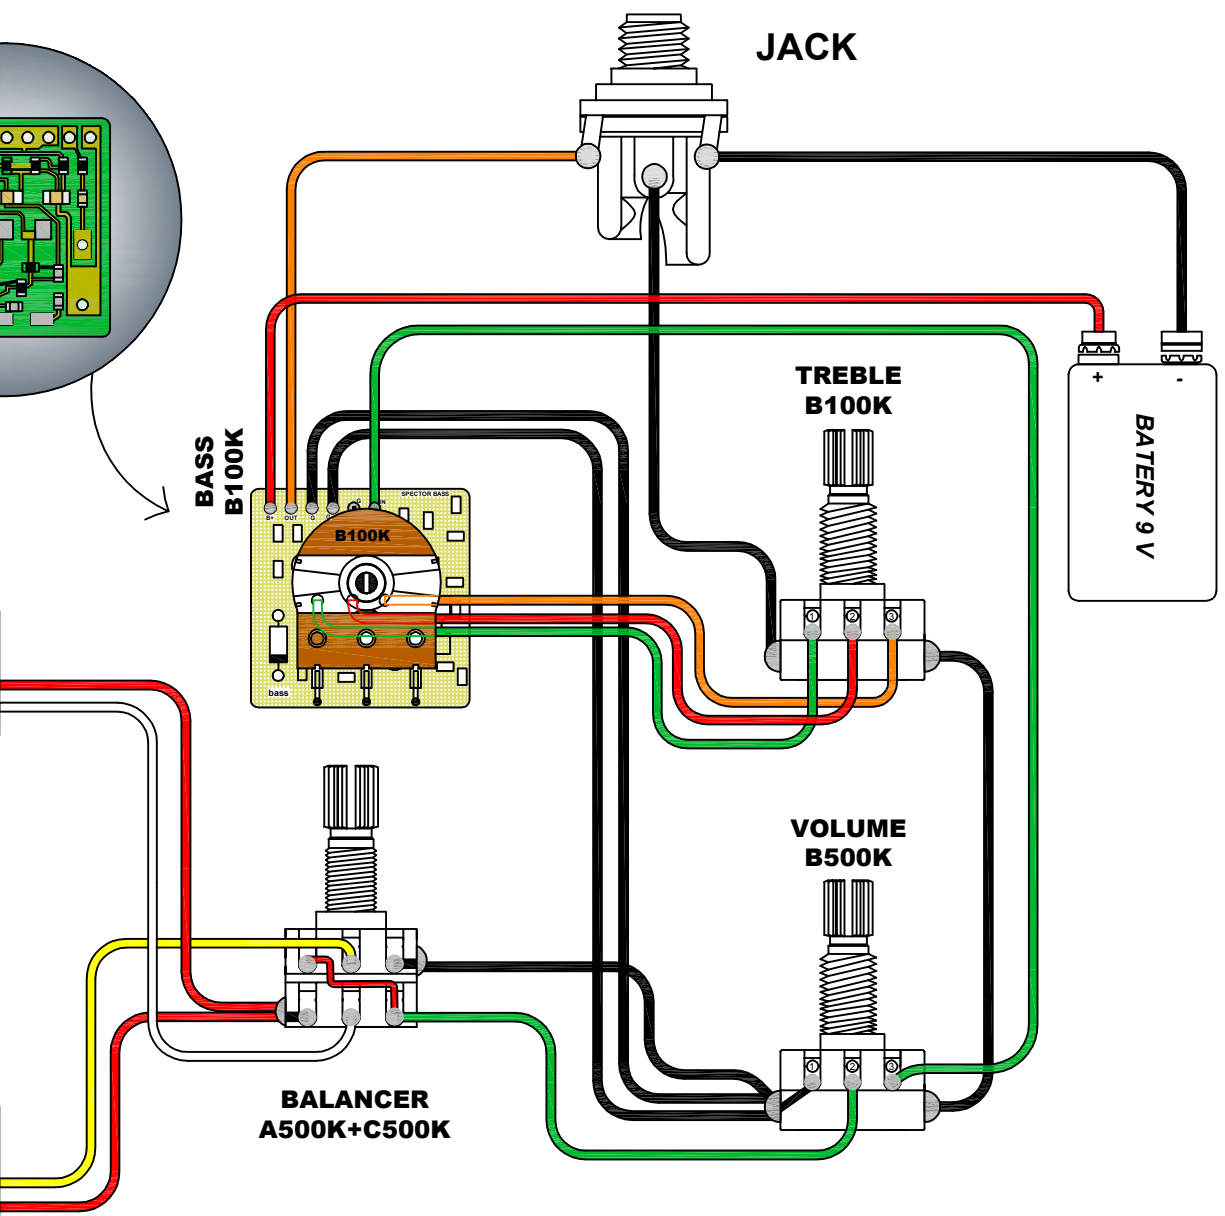 JACK
TREBLE
B100K
+
-
BATERY 9 V
BASS
B100K
SPECTOR BASS
B+
OUT
G
G
IN
B100K
1
2
3
bass
VOLUME
B500K
1
2
3
BALANCER
A500K+C500K